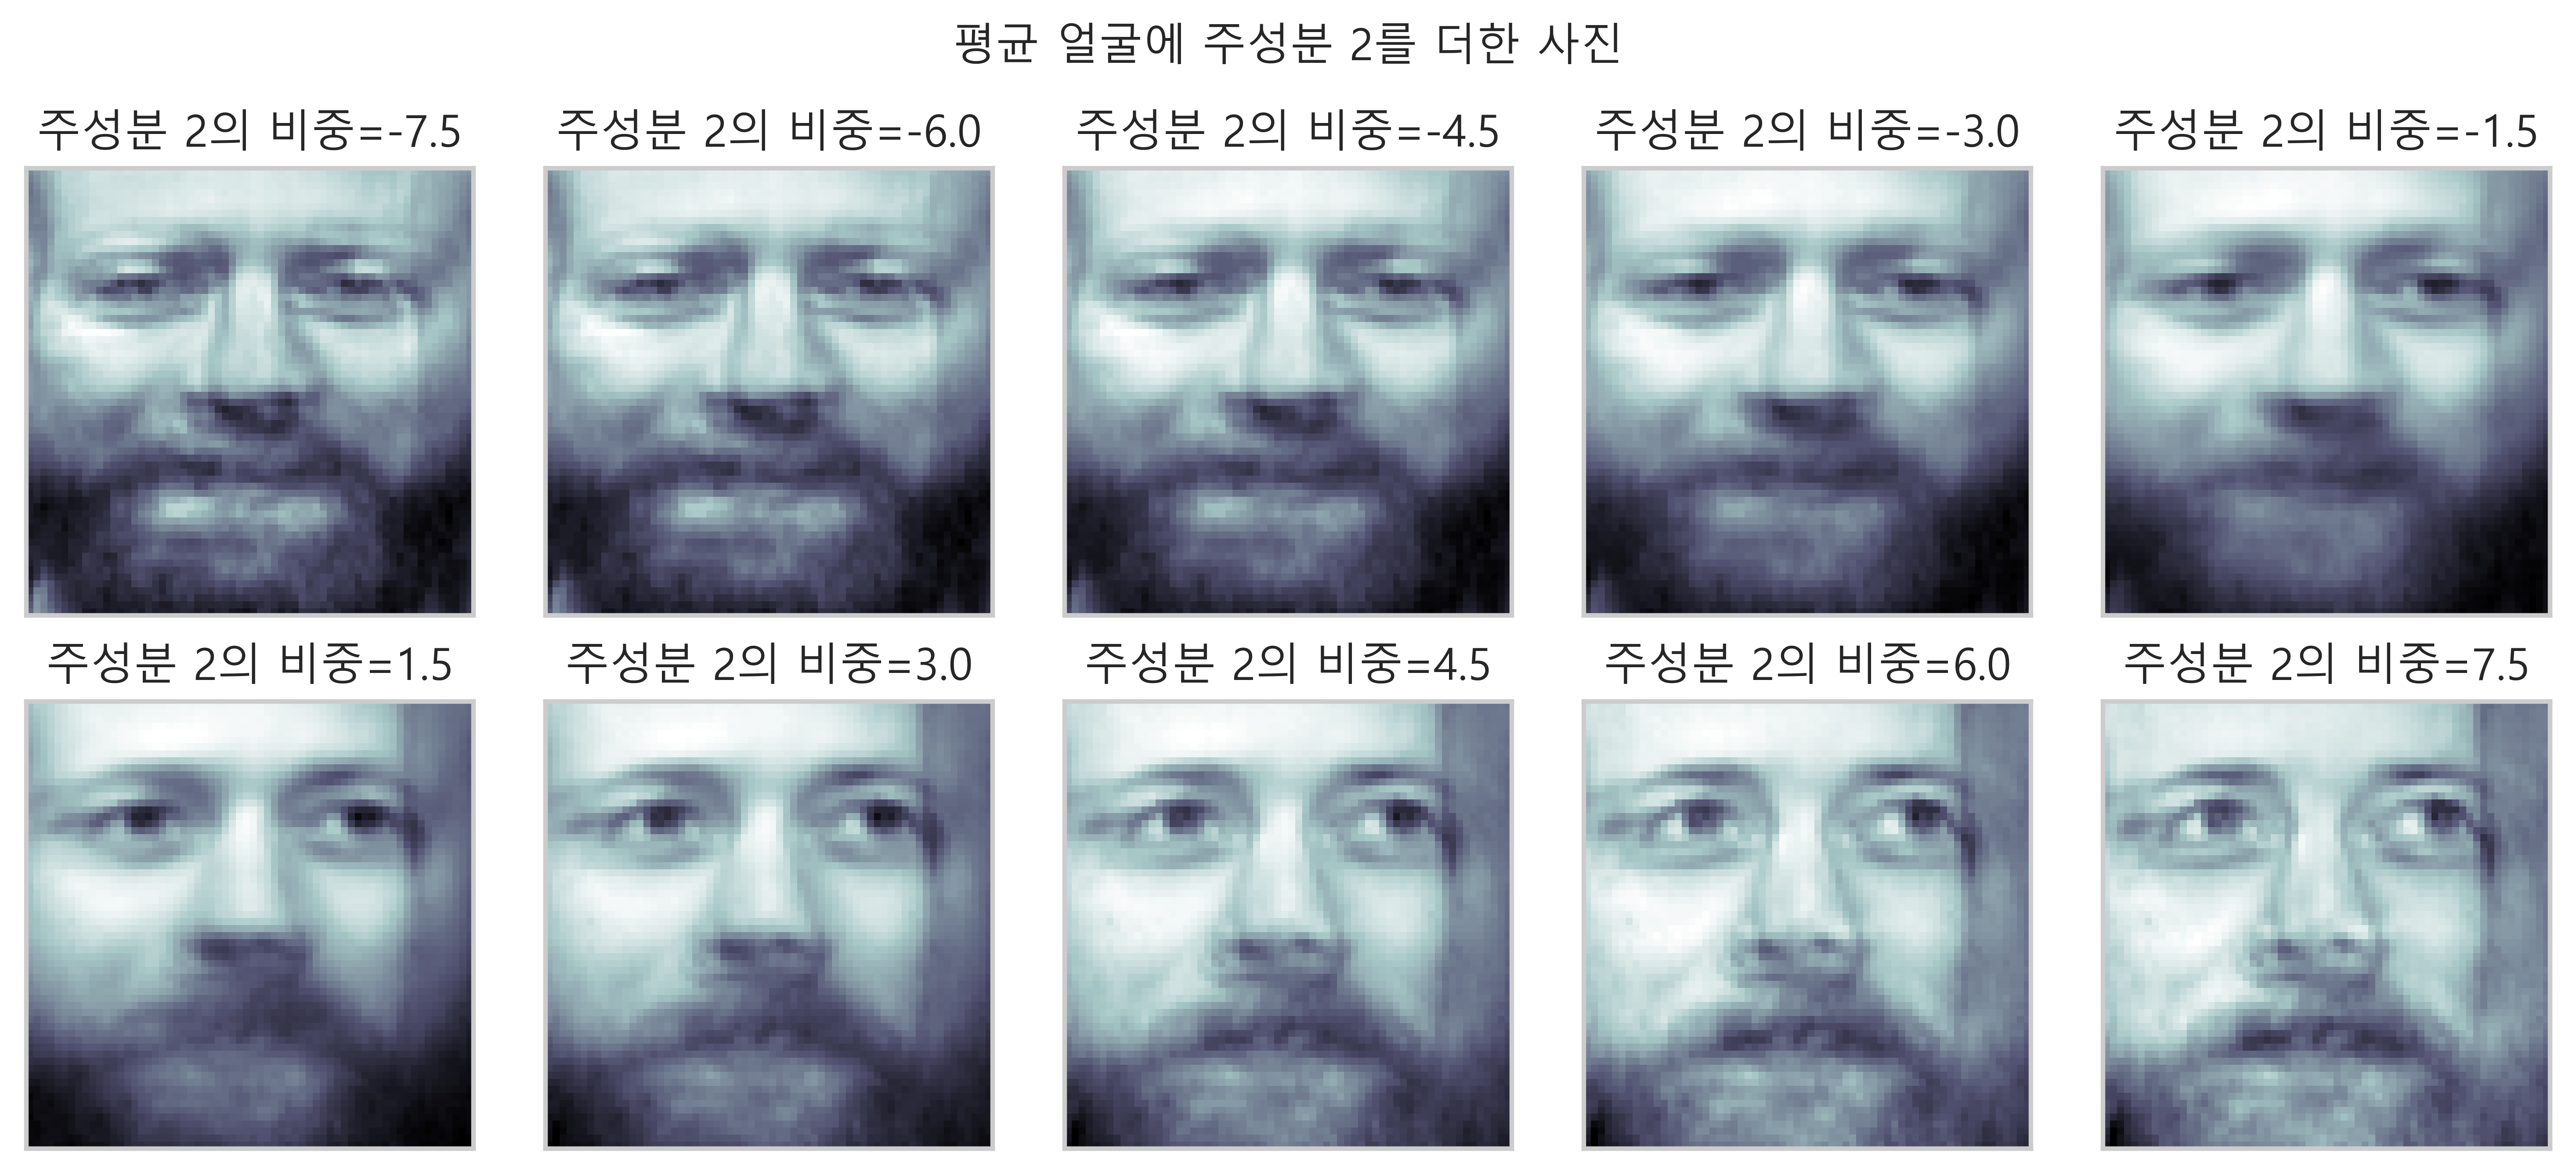 평균 얼굴에 주성분 2를 더한 사진
주성분 2의 비중=-7.5
주성분 2의 비중=-6.0
주성분 2의 비중=-4.5
주성분 2의 비중=-3.0
주성분 2의 비중=-1.5
주성분 2의 비중=1.5
주성분 2의 비중=3.0
주성분 2의 비중=4.5
주성분 2의 비중=6.0
주성분 2의 비중=7.5